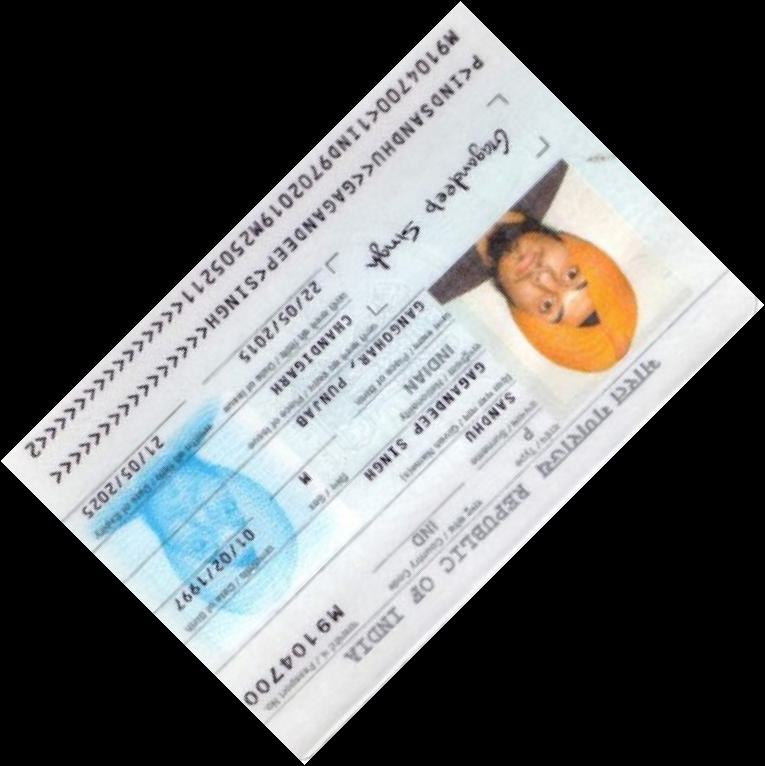 भारत गणराज्य REPUBLIC OF INDIA
टाईप / Type
P
राष्ट्र कोड / Country Code
IND
पासपोर्ट नं. / Passport No.
M9104700
उपनाम / Surname
SANDHU
दिया गया नाम / Given Name(s)
GAGANDEEP SINGH
राष्ट्रीयता / Nationality
INDIAN
लिंग / Sex
M
जन्मतिथि / Date of Birth
01/02/1997
जन्म स्थान / Place of Birth
GANGOHAR, PUNJAB
जारी करने का स्थान / Place of Issue
CHANDIGARH
जारी करने की तिथि / Date of Issue
22/05/2015
समाप्ति की तिथि / Date of Expiry
21/05/2025
Gagandeep Singh
P<INDSANDHU<<GAGANDEEP<SINGH<<<<<<<<<<<<<<<<
M9104700<1IND9702019M2505211<<<<<<<<<<<<<<<2